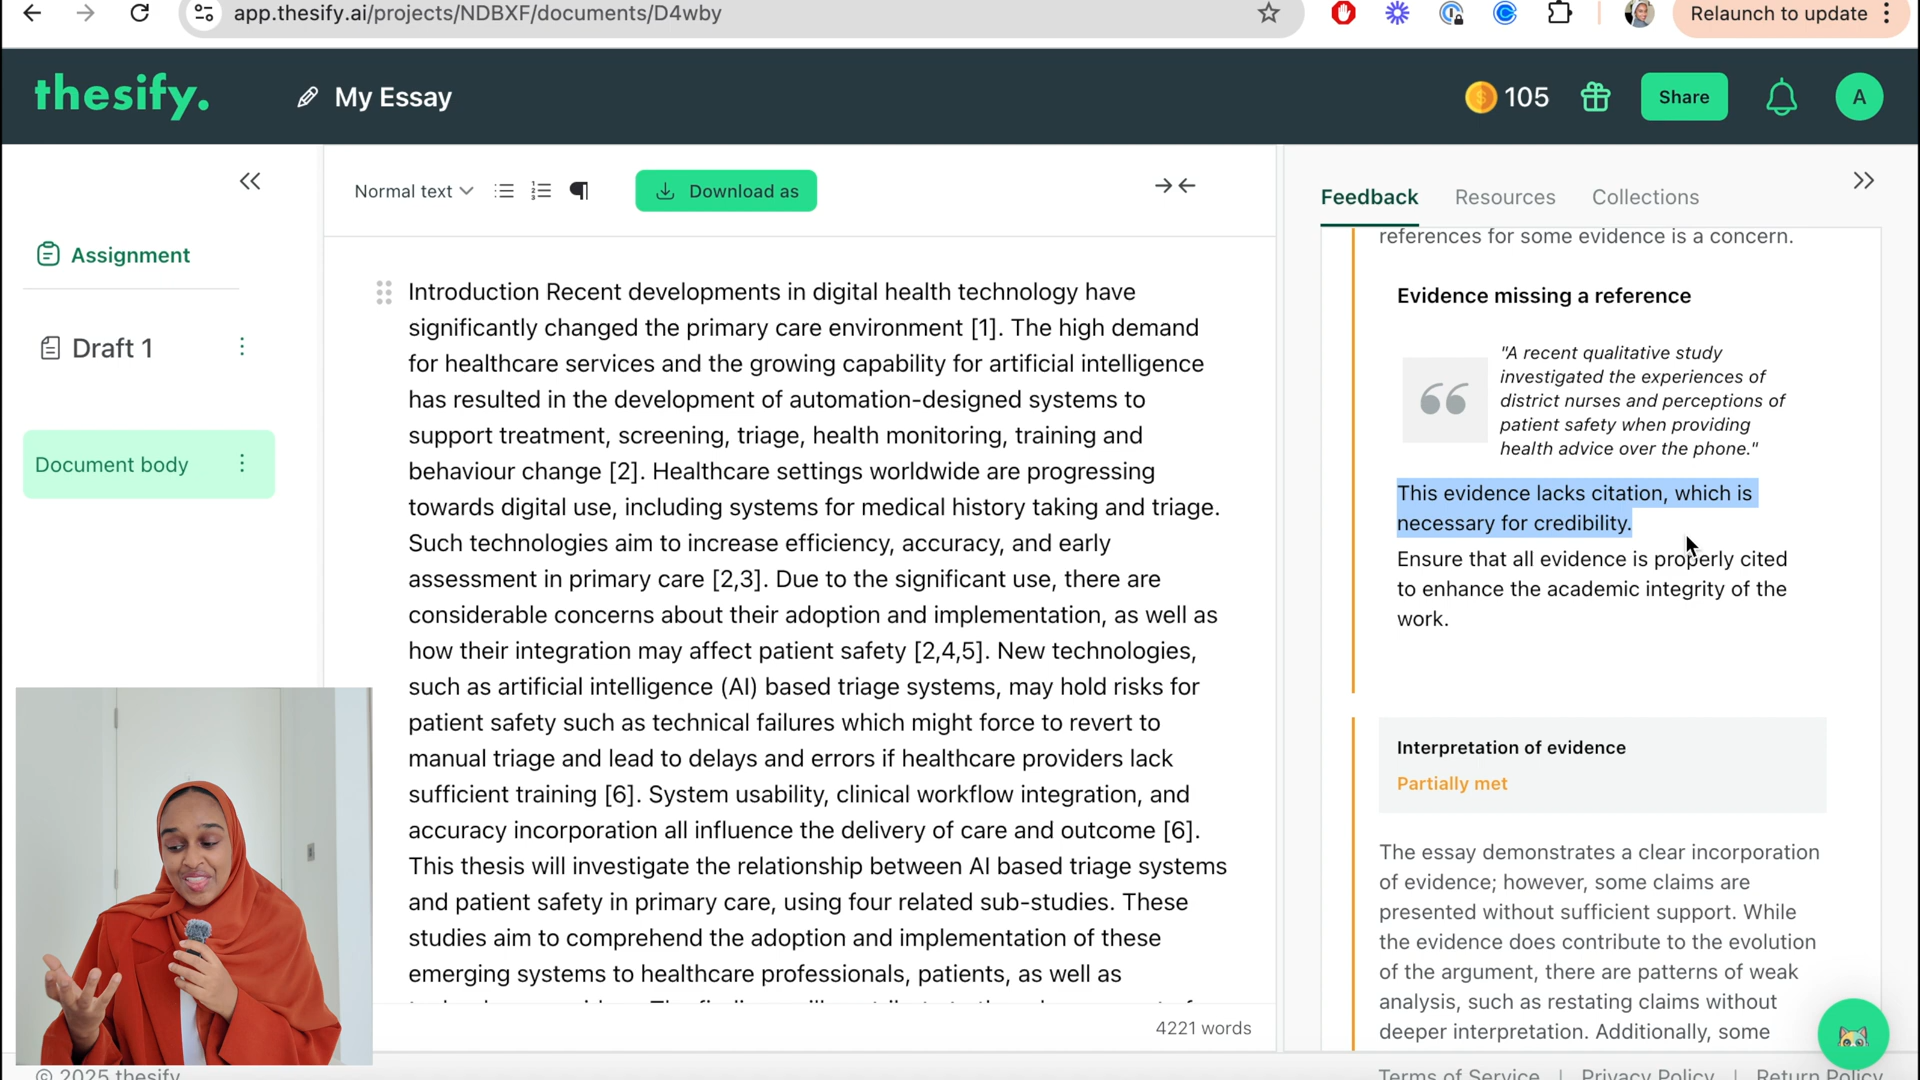 app.thesify.ai/projects/NDBXF/documents/D4wby
Relaunch to update
thesify.
My Essay
105
Share
A
Assignment
Draft 1
Document body
Normal text
Download as
Introduction Recent developments in digital health technology have
significantly changed the primary care environment [1]. The high demand
for healthcare services and the growing capability for artificial intelligence
has resulted in the development of automation-designed systems to
support treatment, screening, triage, health monitoring, training and
behaviour change [2]. Healthcare settings worldwide are progressing
towards digital use, including systems for medical history taking and triage.
Such technologies aim to increase efficiency, accuracy, and early
assessment in primary care [2,3]. Due to the significant use, there are
considerable concerns about their adoption and implementation, as well as
how their integration may affect patient safety [2,4,5]. New technologies,
such as artificial intelligence (AI) based triage systems, may hold risks for
patient safety such as technical failures which might force to revert to
manual triage and lead to delays and errors if healthcare providers lack
sufficient training [6]. System usability, clinical workflow integration, and
accuracy incorporation all influence the delivery of care and outcome [6].
This thesis will investigate the relationship between AI based triage systems
and patient safety in primary care, using four related sub-studies. These
studies aim to comprehend the adoption and implementation of these
emerging systems to healthcare professionals, patients, as well as
4221 words
Feedback
Resources
Collections
references for some evidence is a concern.
Evidence missing a reference
"A recent qualitative study
investigated the experiences of
district nurses and perceptions of
patient safety when providing
health advice over the phone."
This evidence lacks citation, which is
necessary for credibility.
Ensure that all evidence is properly cited
to enhance the academic integrity of the
work.
Interpretation of evidence
Partially met
The essay demonstrates a clear incorporation
of evidence; however, some claims are
presented without sufficient support. While
the evidence does contribute to the evolution
of the argument, there are patterns of weak
analysis, such as restating claims without
deeper interpretation. Additionally, some
© 2025 thesify
Terms of Service | Privacy Policy | Return Policy